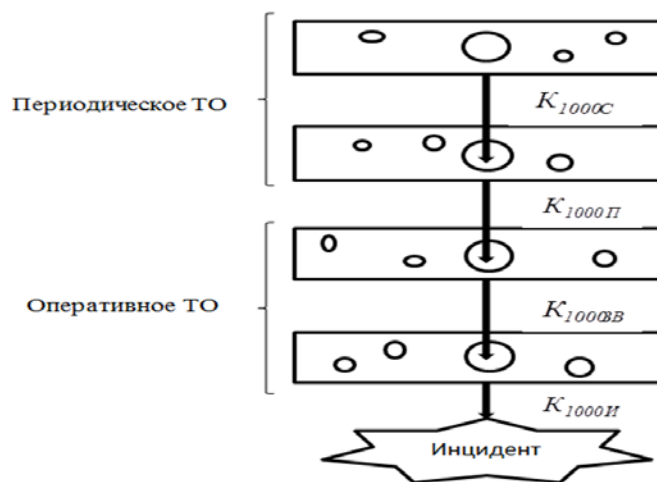 Периодическое ТО
K1000C
K1000П
Оперативное ТО
K1000ВВ
K1000И
Инцидент